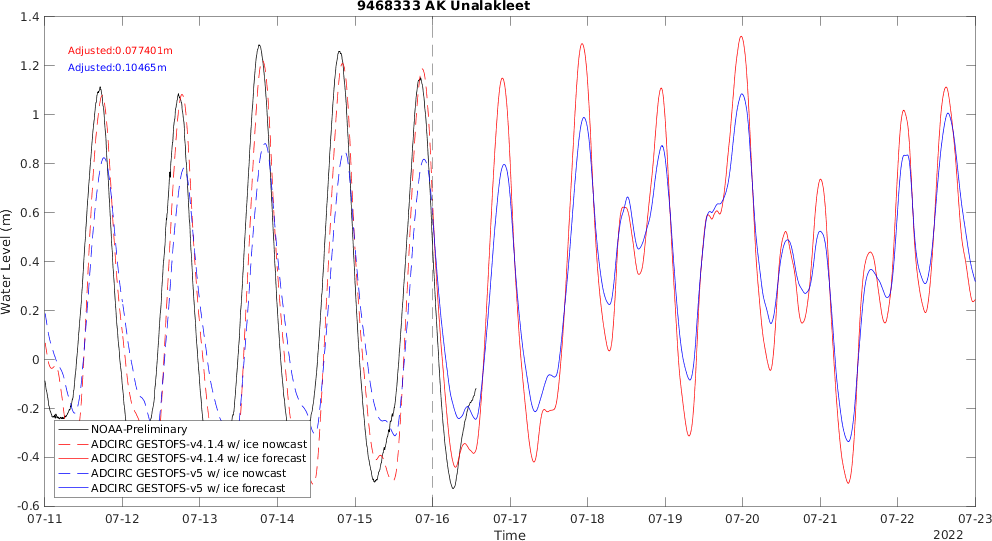 9468333 AK Unalakleet
1.4
Adjusted:0.077401m
1.2
Adjusted:0.10465m
1
0.8
0.6
Water Level (m)
0.4
0.2
0
-0.2
NOAA-Preliminary
ADCIRC GESTOFS-v4.1.4 w/ ice nowcast
-0.4
ADCIRC GESTOFS-v4.1.4 w/ ice forecast
ADCIRC GESTOFS-v5 w/ ice nowcast
ADCIRC GESTOFS-v5 w/ ice forecast
-0.6
07-11 07-12 07-13 07-14 07-15 07-16 07-17 07-18 07-19 07-20 07-21 07-22 07-23
Time
2022